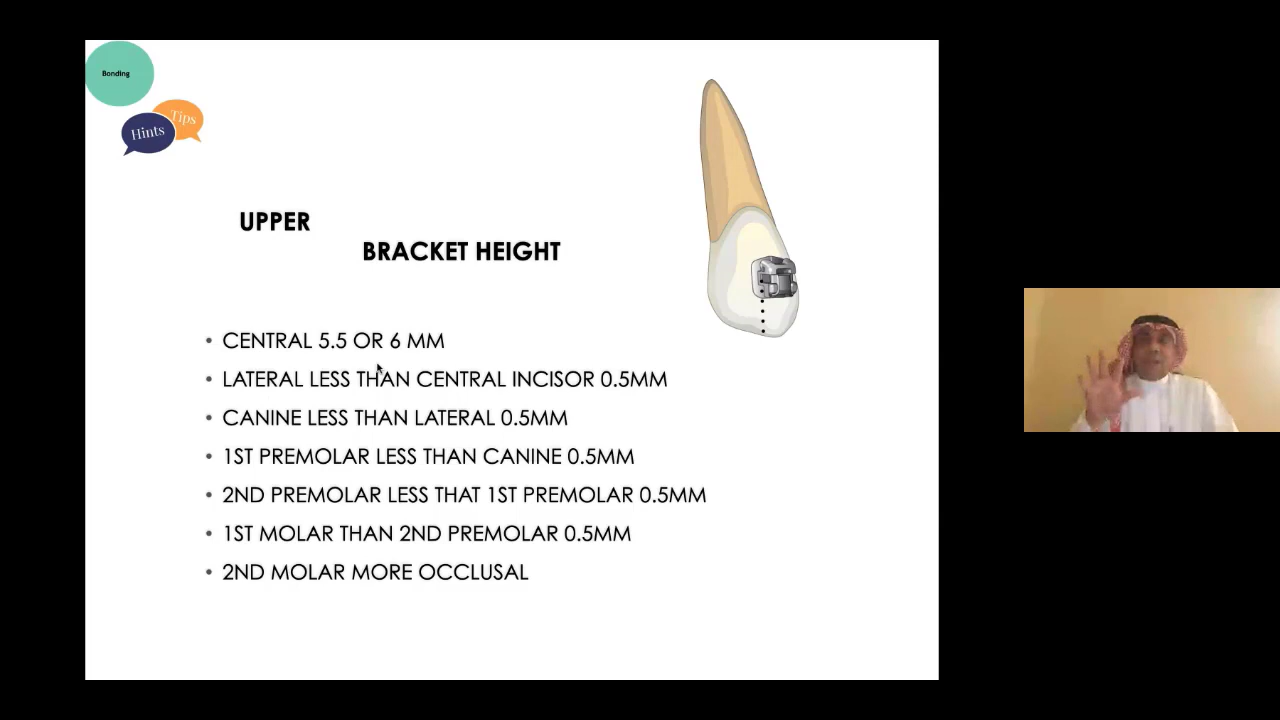 Bonding
Tips
Hints
UPPER
BRACKET HEIGHT
• CENTRAL 5.5 OR 6 MM
• LATERAL LESS THAN CENTRAL INCISOR 0.5MM
• CANINE LESS THAN LATERAL 0.5MM
• 1ST PREMOLAR LESS THAN CANINE 0.5MM
• 2ND PREMOLAR LESS THAT 1ST PREMOLAR 0.5MM
• 1ST MOLAR THAN 2ND PREMOLAR 0.5MM
• 2ND MOLAR MORE OCCLUSAL